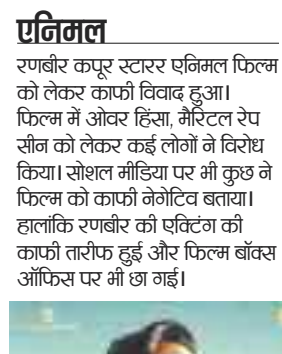 एनिमल
रणबीर कपूर स्टारर एनिमल फिल्म
को लेकर काफी विवाद हुआ।
फिल्म में ओवर हिंसा, मैरिटल रेप
सीन को लेकर कई लोगों ने विरोध
किया। सोशल मीडिया पर भी कुछ ने
फिल्म को काफी नेगेटिव बताया।
हालांकि रणबीर की एक्टिंग की
काफी तारीफ हुई और फिल्म बॉक्स
ऑफिस पर भी छा गई।